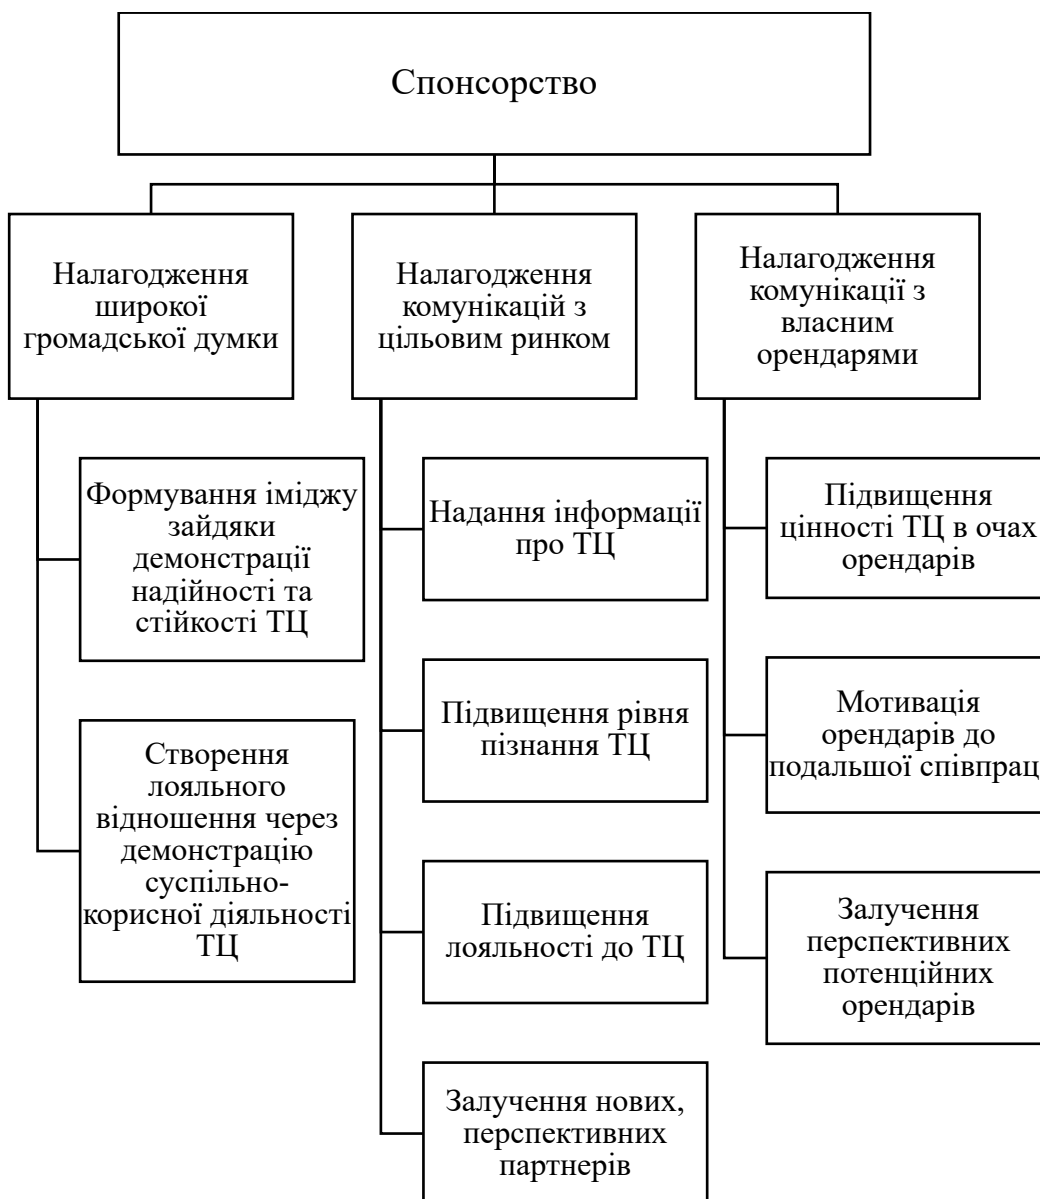 Спонсорство
Налагодження
широкої
громадської думки
Налагодження
комунікацій з
цільовим ринком
Налагодження
комунікації з
власним
орендарями
Формування іміджу
зайдяки
демонстрації
надійності та
стійкості ТЦ
Створення
лояльного
відношення через
демонстрацію
суспільно-
корисної діяльності
ТЦ
Надання інформації
про ТЦ
Підвищення рівня
пізнання ТЦ
Підвищення
лояльності до ТЦ
Залучення нових,
перспективних
партнерів
Підвищення
цінності ТЦ в очах
орендарів
Мотивація
орендарів до
подальшої співпрац
Залучення
перспективних
потенційних
орендарів